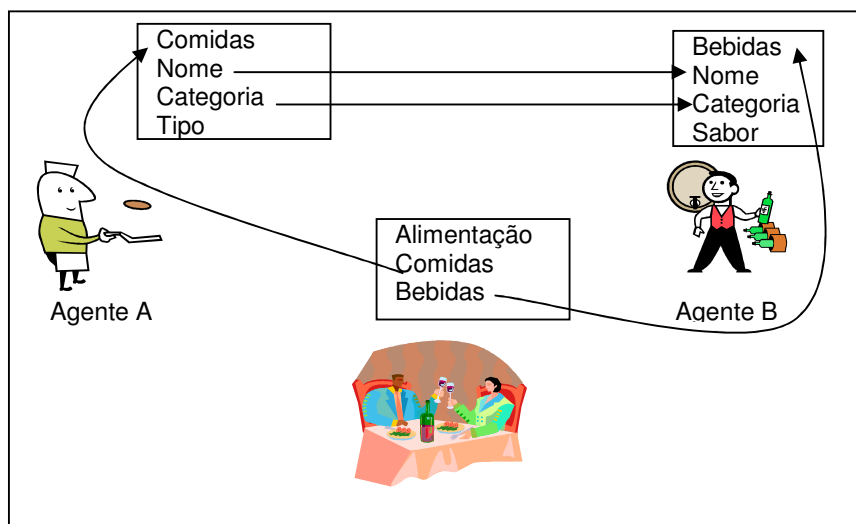 Comidas
Nome
Categoria
Tipo
Bebidas
Nome
Categoria
Sabor
Alimentação
Comidas
Bebidas
Agente A
Agente B